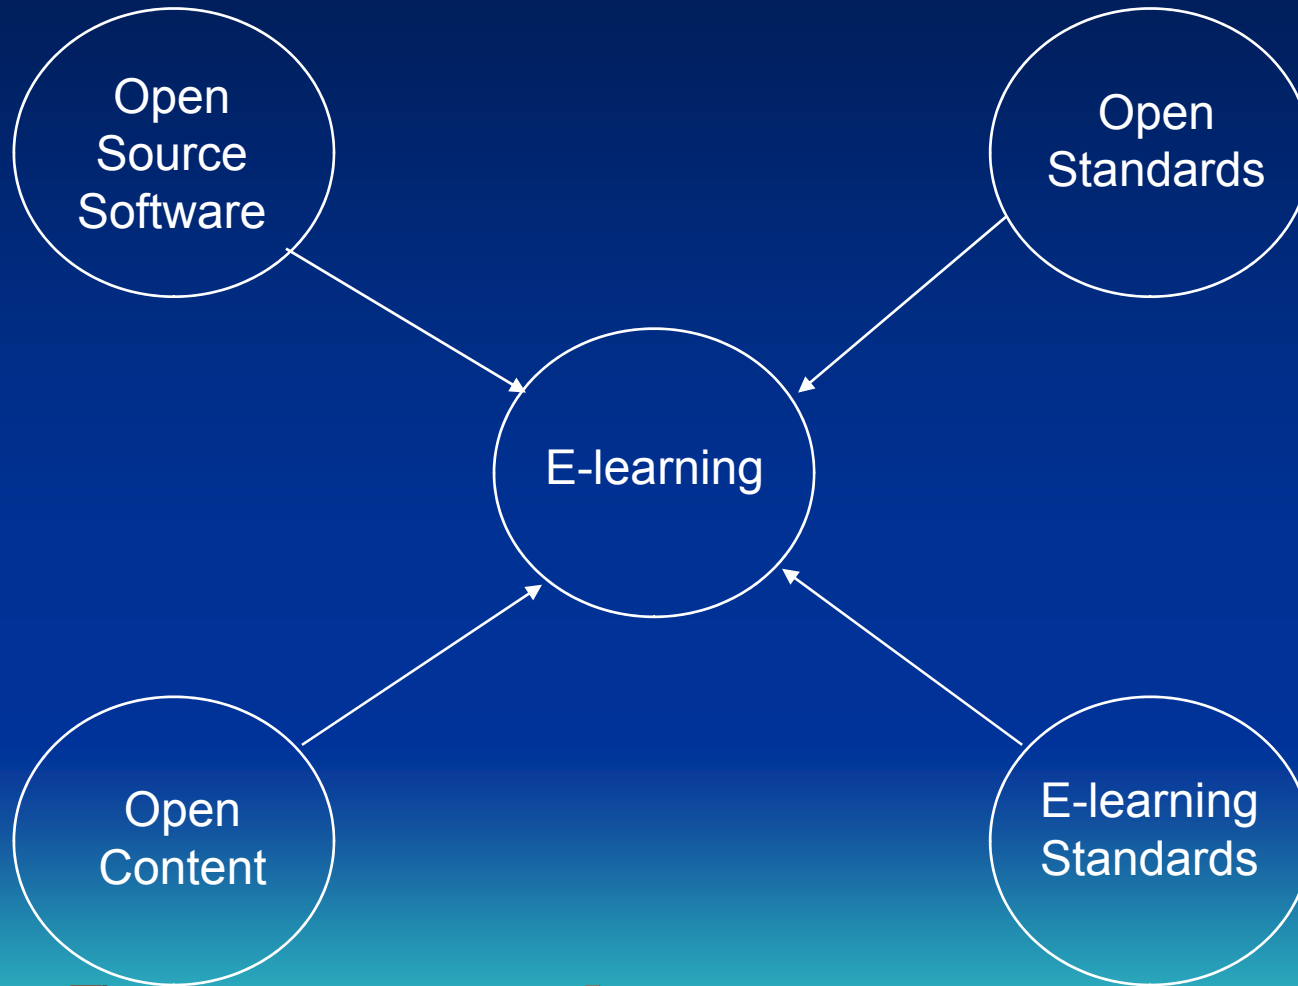 Open
Source
Software
Open
Standards
E-learning
Open
Content
E-learning
Standards